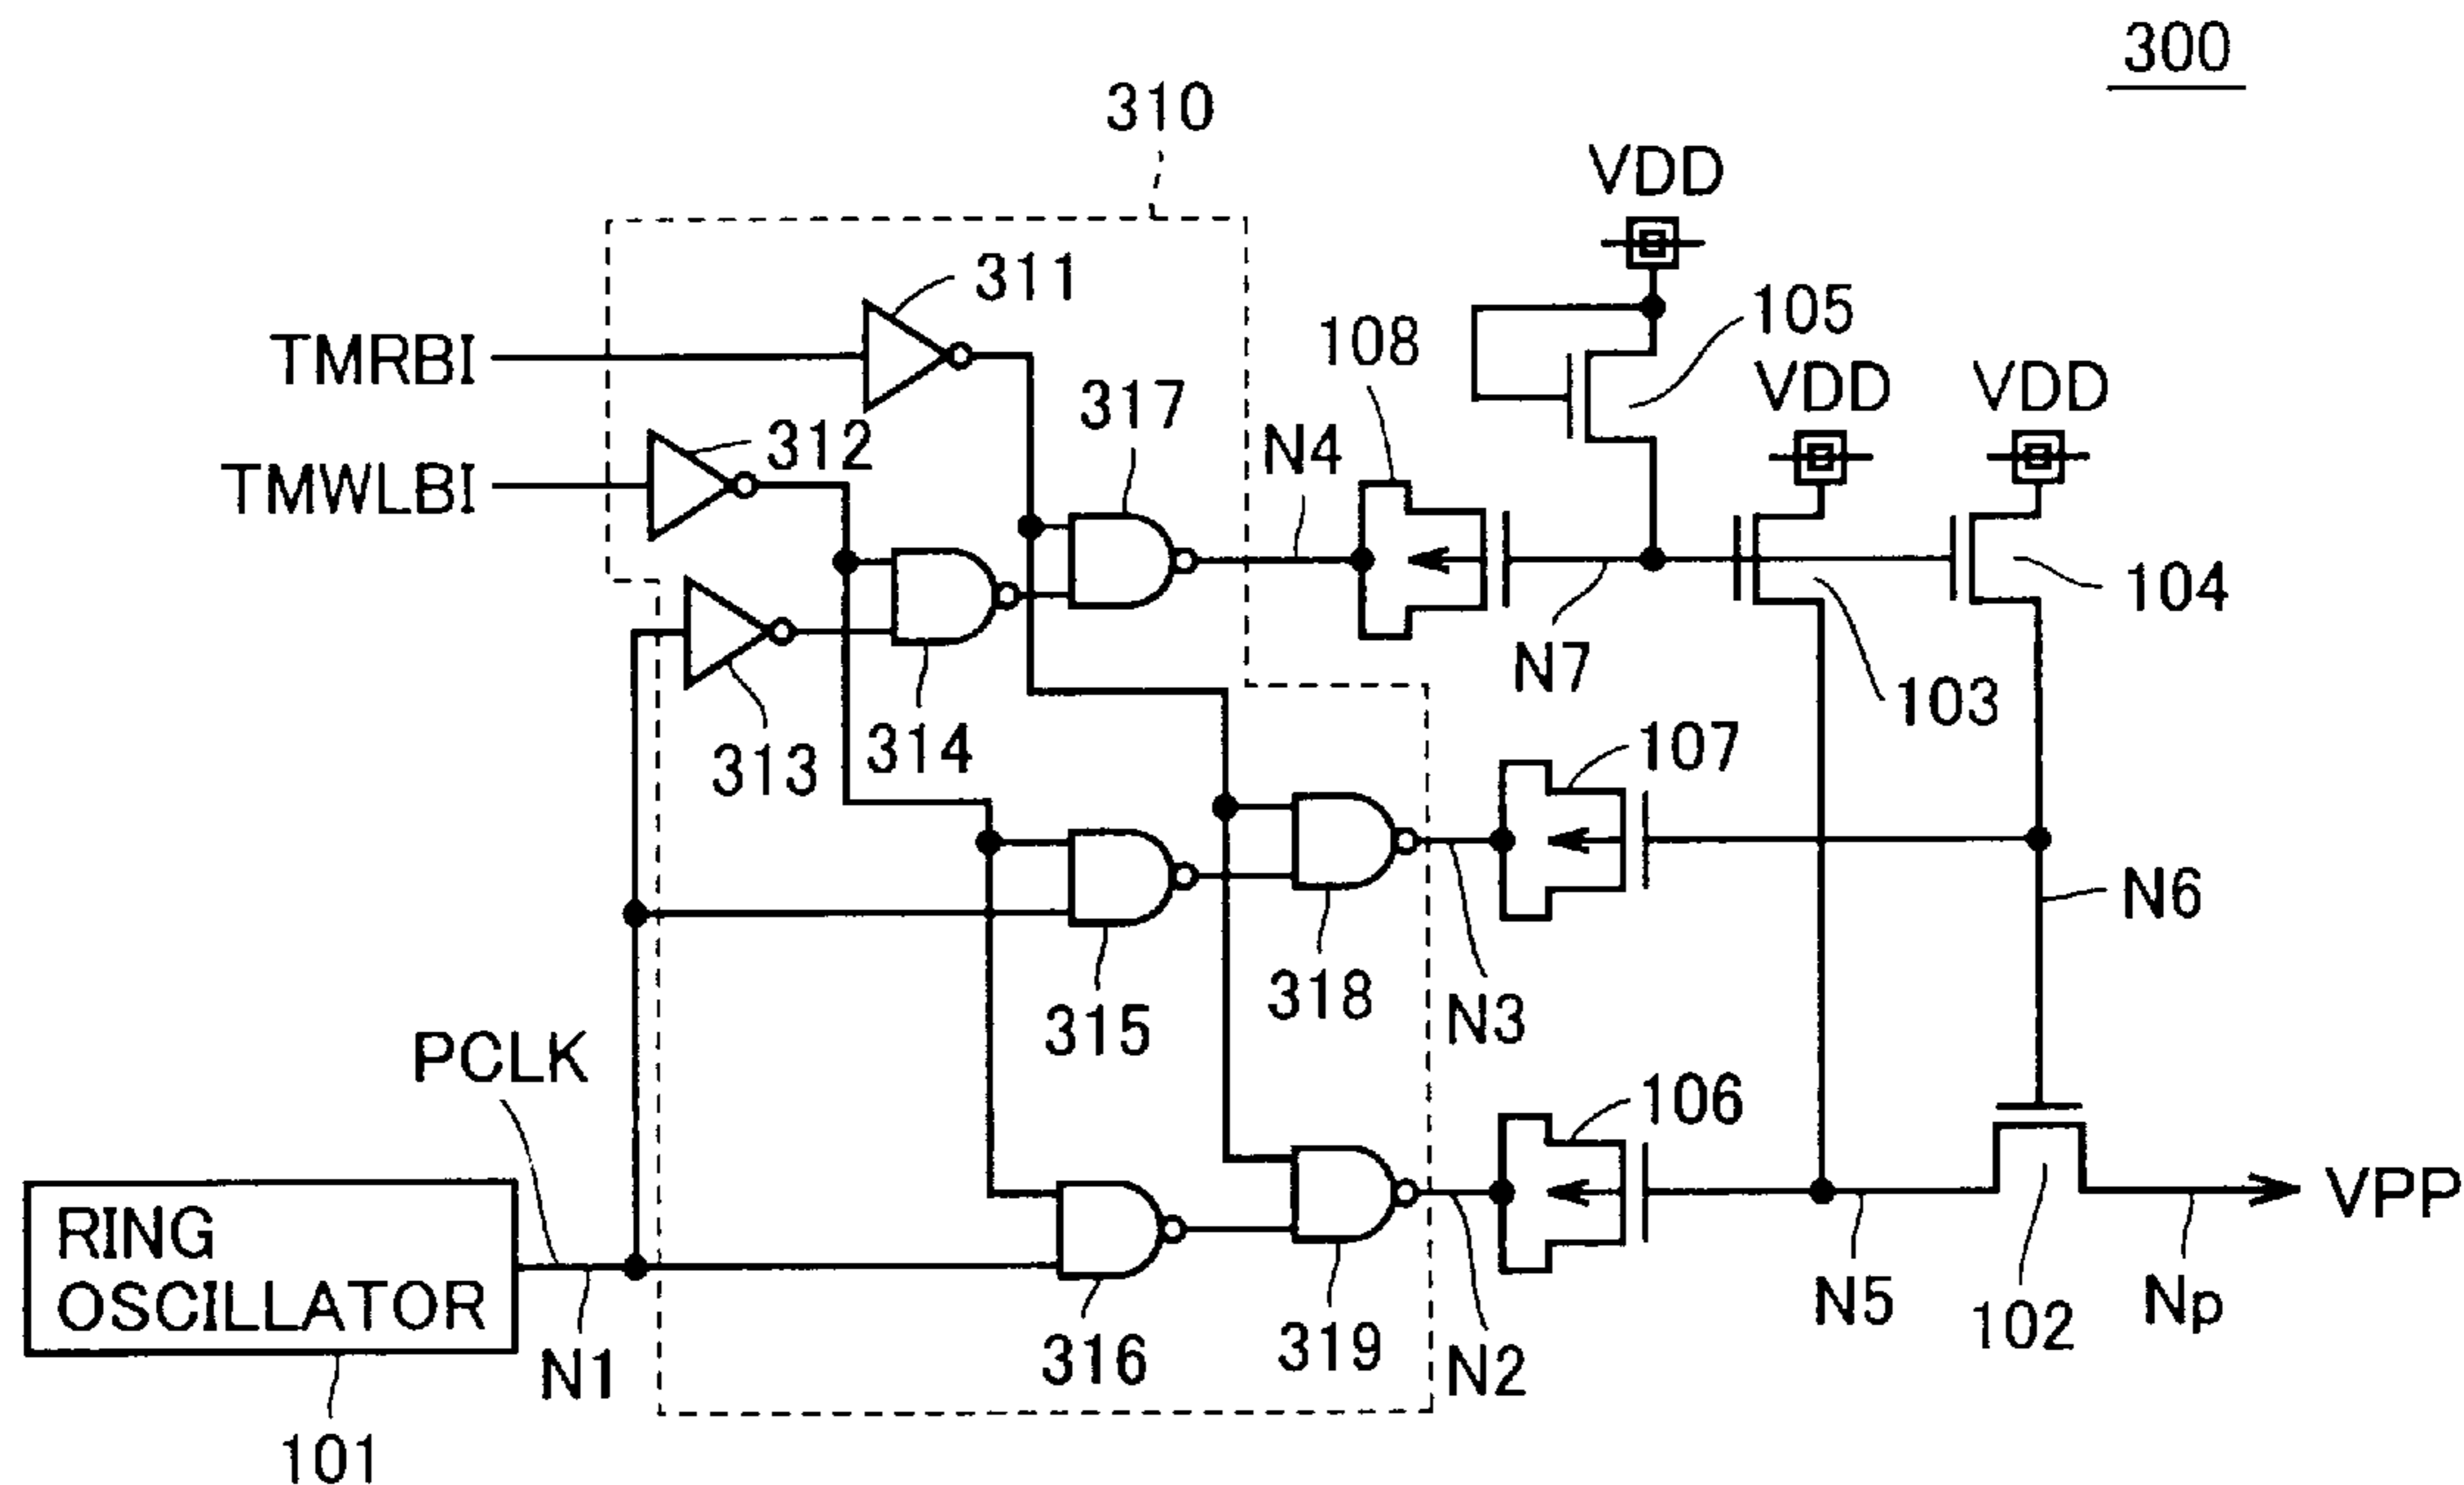 300
310
VDD
311
105
108
TMRBI
VDD
VDD
317
312
N4
TMWLBI
104
N7
103
313
314
107
N6
318
315
N3
PCLK
106
VPP
RING
OSCILLATOR
N5
Np
102
316
319
N2
N1
101